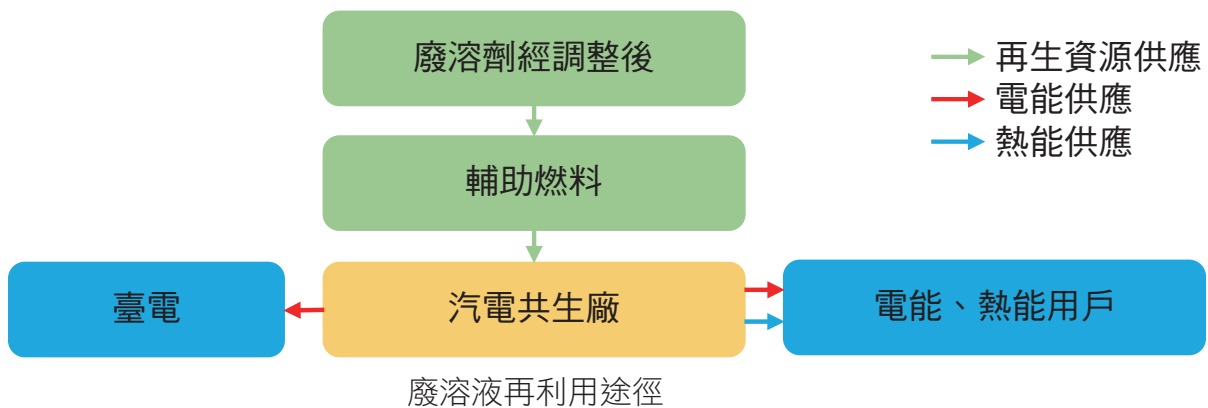 廢溶劑經調整後
再生資源供應
電能供應
熱能供應
輔助燃料
臺電
汽電共生廠
電能、熱能用戶
廢溶液再利用途徑